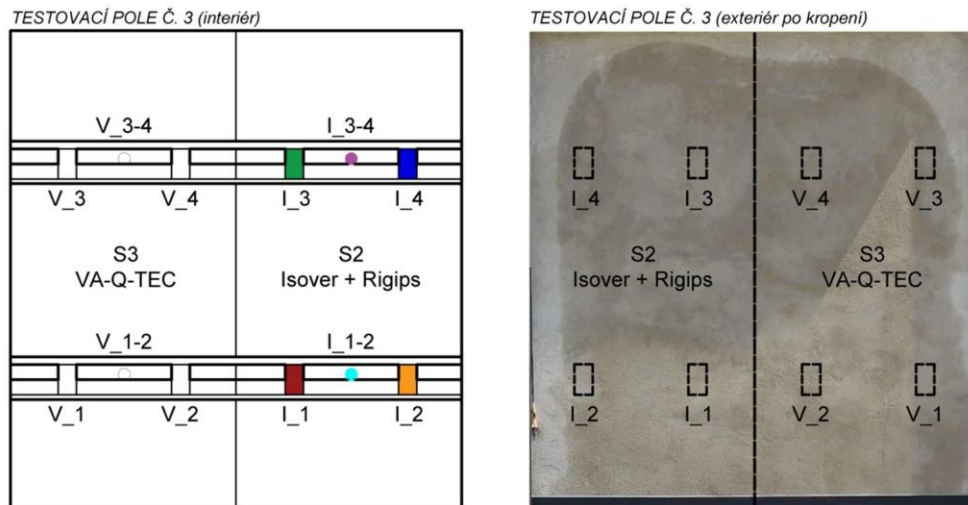 TESTOVACÍ POLE Č. 3 (interiér)
V_3-4
I_3-4
V_3
V_4
I_3
I_4
S3
VA-Q-TEC
S2
Isover + Rigips
V_1-2
I_1-2
V_1
V_2
I_1
I_2
TESTOVACÍ POLE Č. 3 (exteriér po kropení)
I_4
I_3
V_4
V_3
S2
Isover + Rigips
S3
VA-Q-TEC
I_2
I_1
V_2
V_1